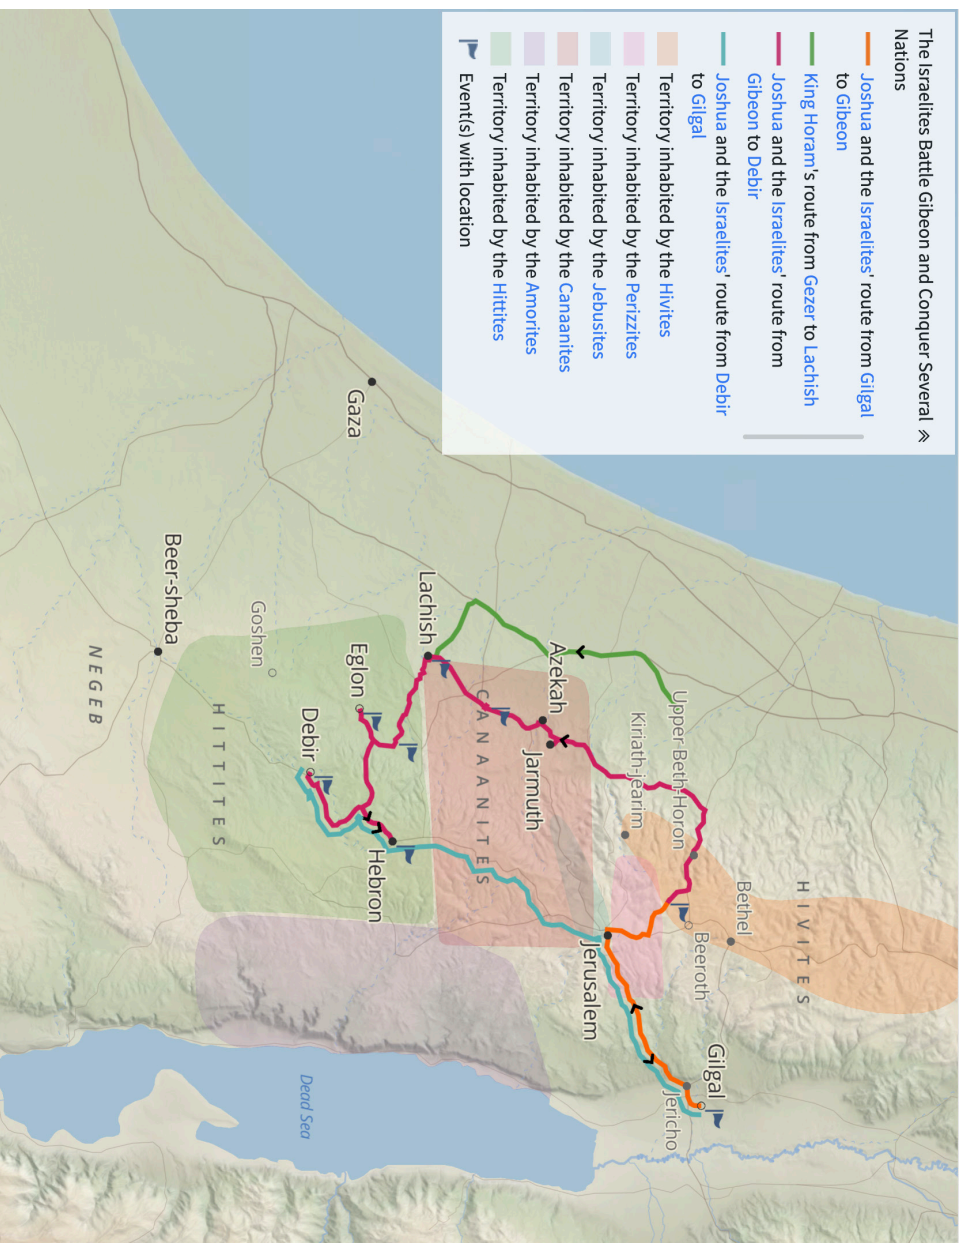 The Israelites Battle Gibeon and Conquer Several
Nations
Joshua and the Israelites' route from Gilgal
to Gibeon
King Horam's route from Gezer to Lachish
Joshua and the Israelites' route from
Gibeon to Debir
Joshua and the Israelites' route from Debir
to Gilgal
Territory inhabited by the Hivites
Territory inhabited by the Perizzites
Territory inhabited by the Jebusites
Territory inhabited by the Canaanites
Territory inhabited by the Amorites
Territory inhabited by the Hittites
Event(s) with location
HIVITES
Bethel
Beeroth
Gilgal
Upper Beth-Horon
Jericho
Kiriath-jearim
Jerusalem
Azekah
Jarmuth
CANAANITES
Lachish
Hebron
Gaza
Eglon
Debir
Dead Sea
Goshen
HITTITES
Beer-sheba
NEGEB